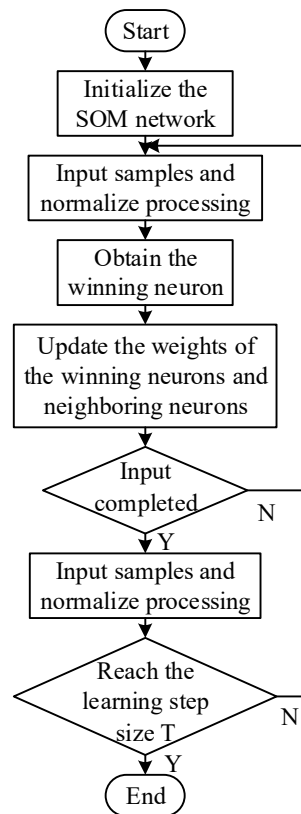 Start
Initialize the
SOM network
Input samples and
normalize processing
Obtain the
winning neuron
Update the weights of
the winning neurons and
neighboring neurons
Input
completed
N
Y
Input samples and
normalize processing
Reach the
learning step
size T
N
Y
End